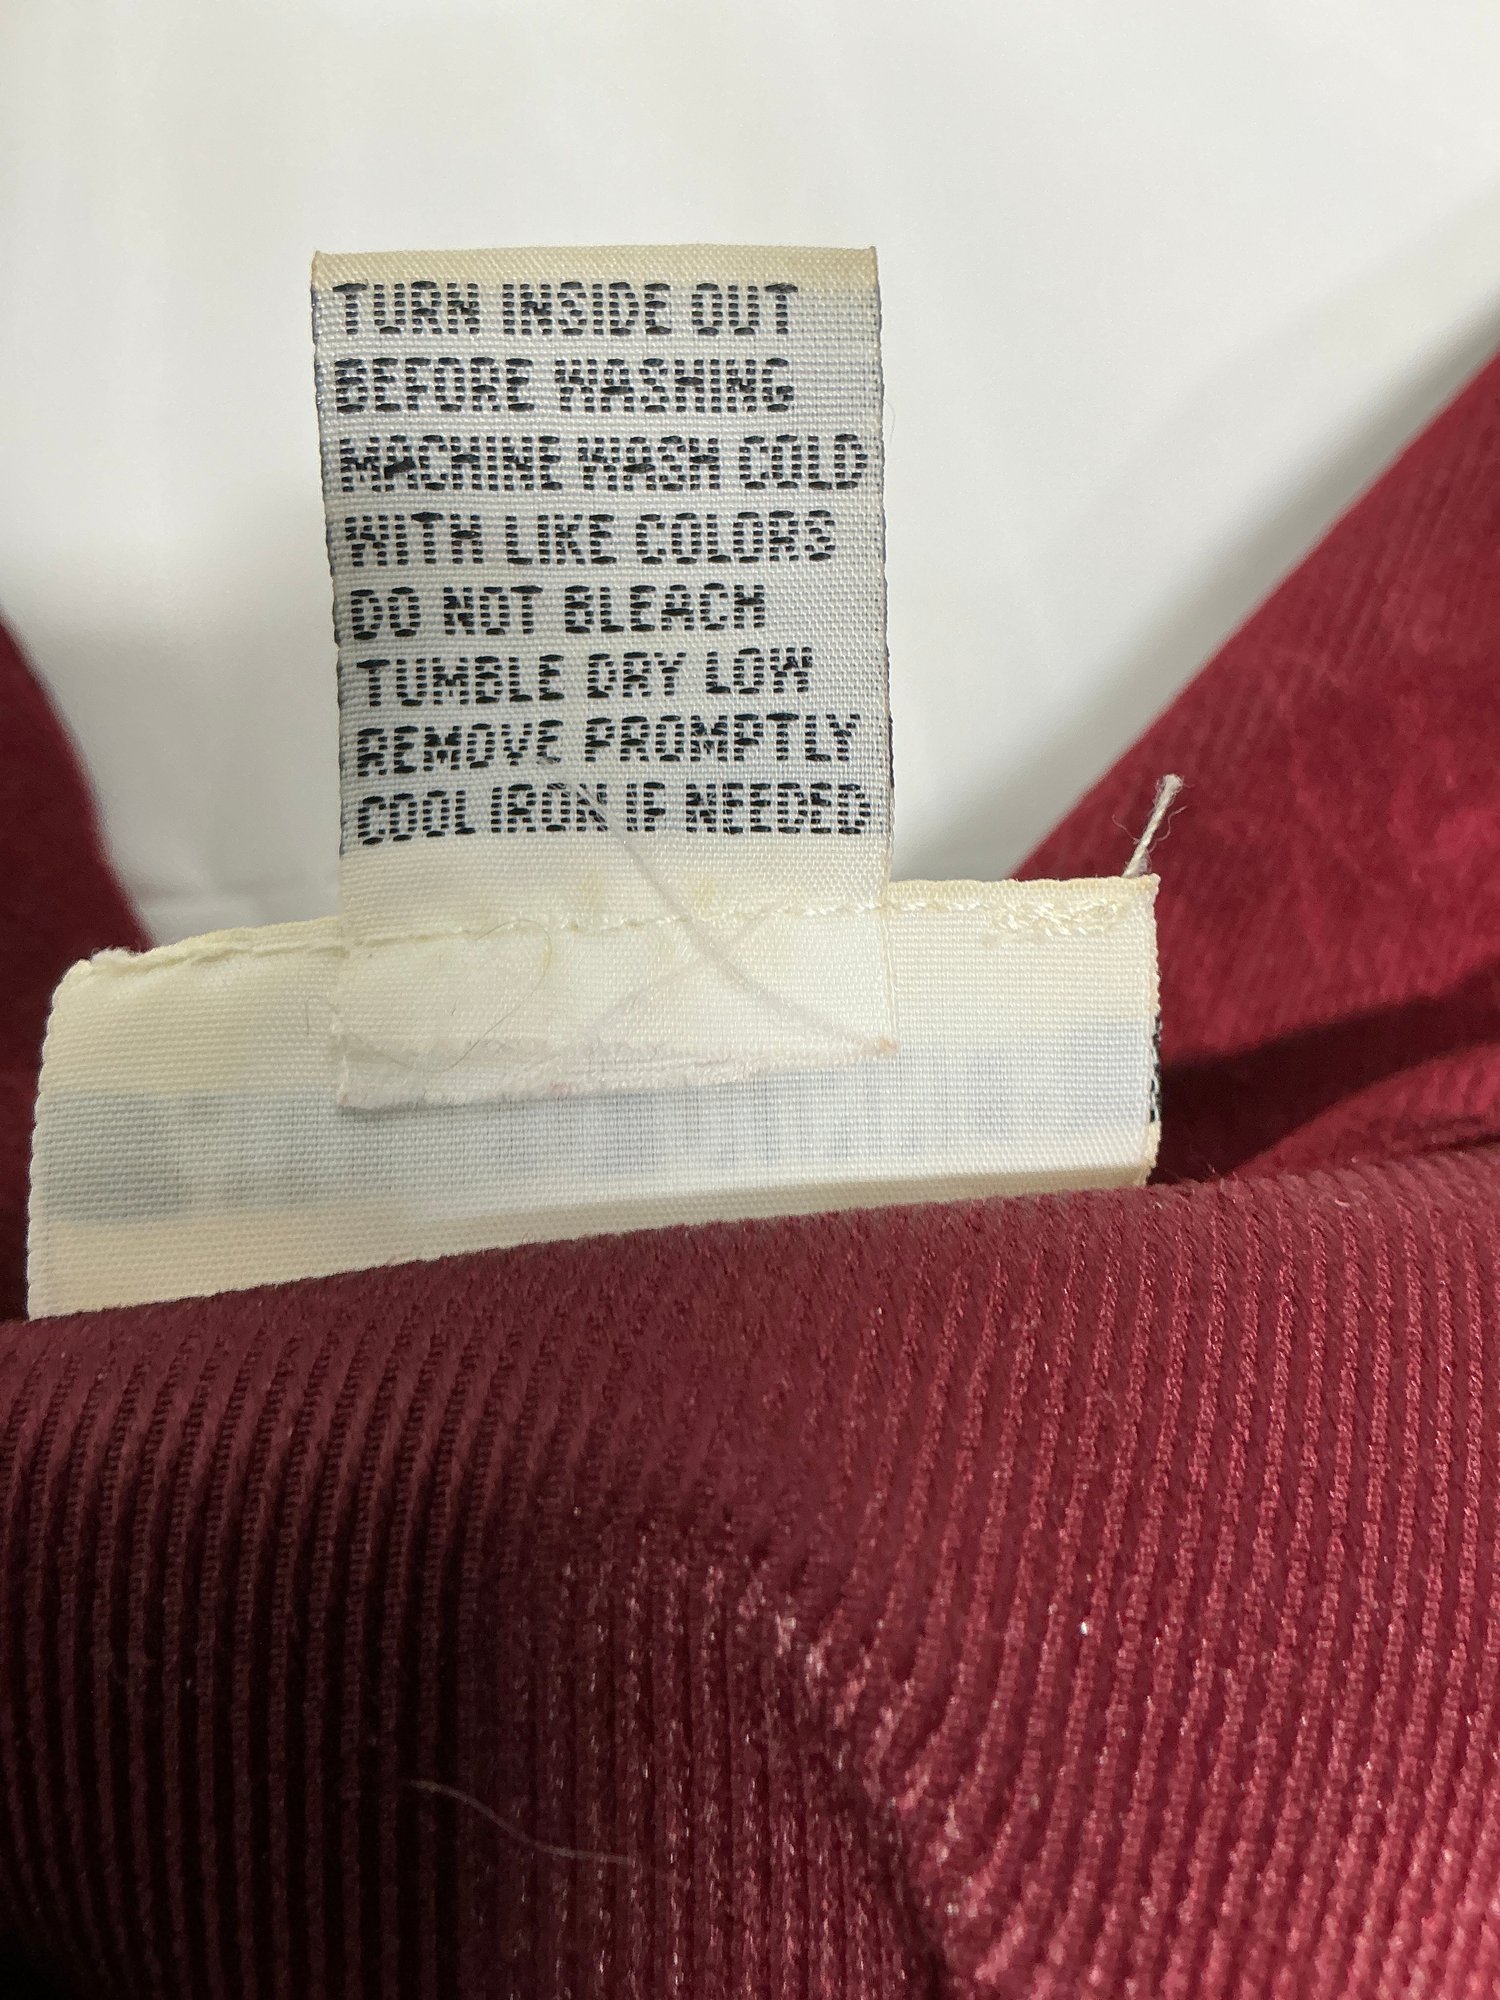 TURN INSIDE OUT
BEFORE WASHING
MACHINE WASH COLD
WITH LIKE COLORS
DO NOT BLEACH
TUMBLE DRY LOW
REMOVE PROMPTLY
COOL IRON IF NEEDED